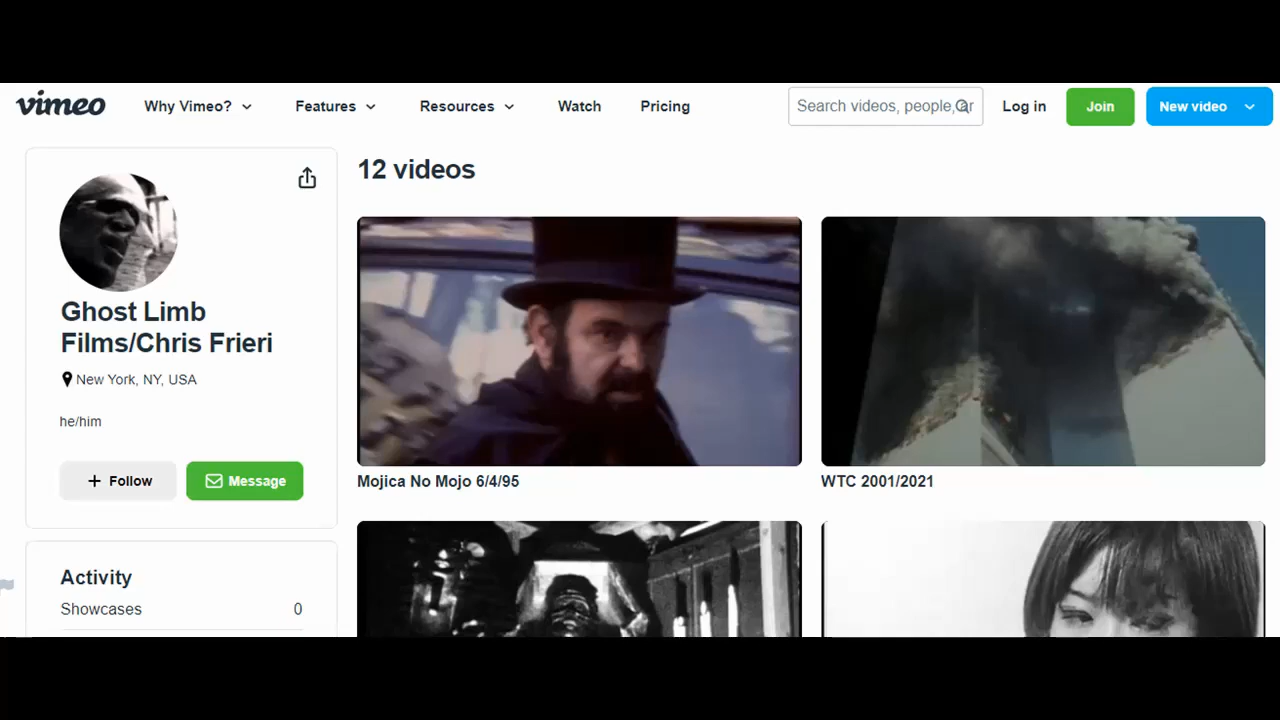 vimeo Why Vimeo? Features Resources Watch Pricing Search videos, people, ar Log in Join New video
12 videos
Ghost Limb
Films/Chris Frieri
New York, NY, USA
he/him
Follow Message
Mojica No Mojo 6/4/95 WTC 2001/2021
Activity
Showcases 0